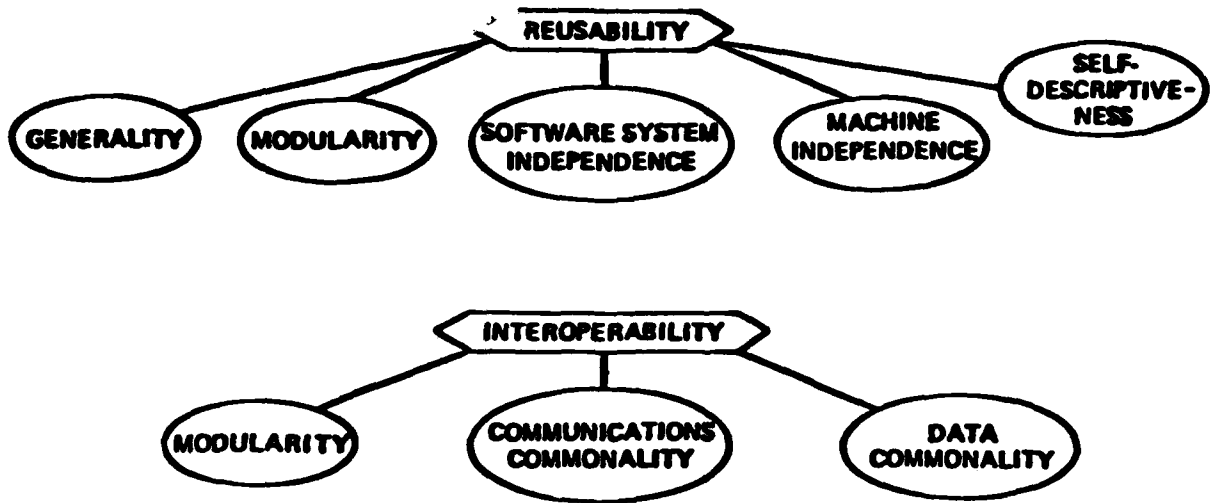 REUSABILITY
GENERALITY
MODULARITY
SOFTWARE SYSTEM
INDEPENDENCE
MACHINE
INDEPENDENCE
SELF-
DESCRIPTIVE-
NESS
INTEROPERABILITY
MODULARITY
COMMUNICATIONS
COMMONALITY
DATA
COMMONALITY